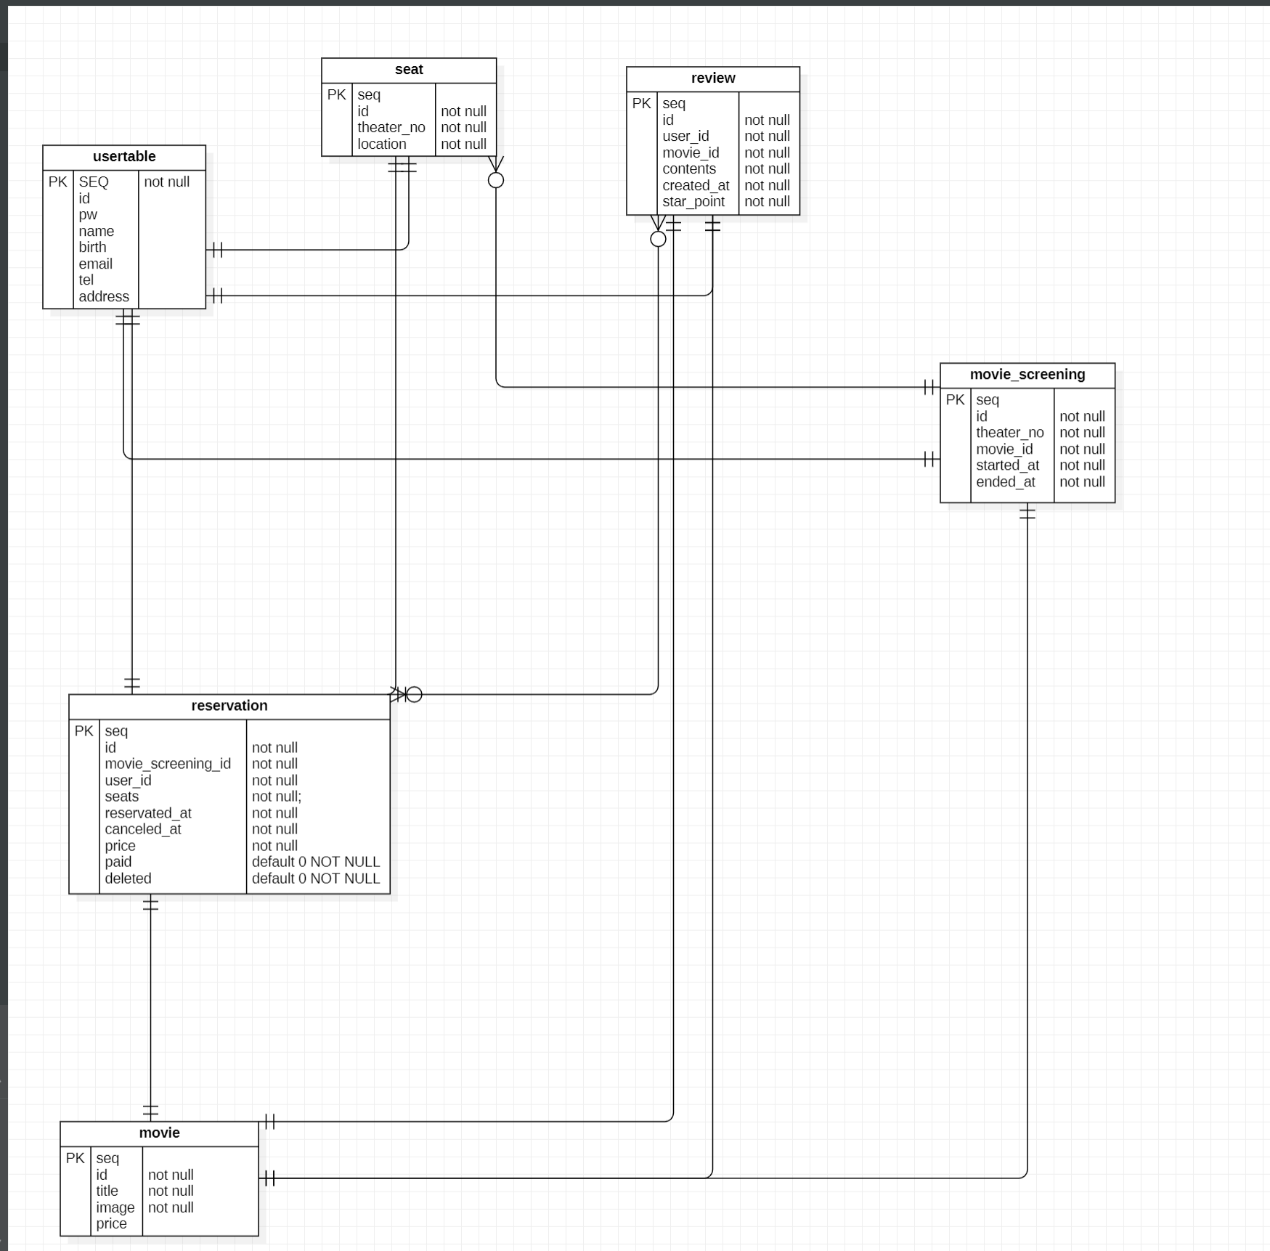 seat
PK seq
id not null
theater_no not null
location not null
review
PK seq
id not null
user_id not null
movie_id not null
contents not null
created_at not null
star_point not null
usertable
PK SEQ not null
id
pw
name
birth
email
tel
address
movie_screening
PK seq
id not null
theater_no not null
movie_id not null
started_at not null
ended_at not null
reservation
PK seq
id not null
movie_screening_id not null
user_id not null
seats not null;
reservated_at not null
canceled_at not null
price not null
paid default 0 NOT NULL
deleted default 0 NOT NULL
movie
PK seq
id not null
title not null
image not null
price